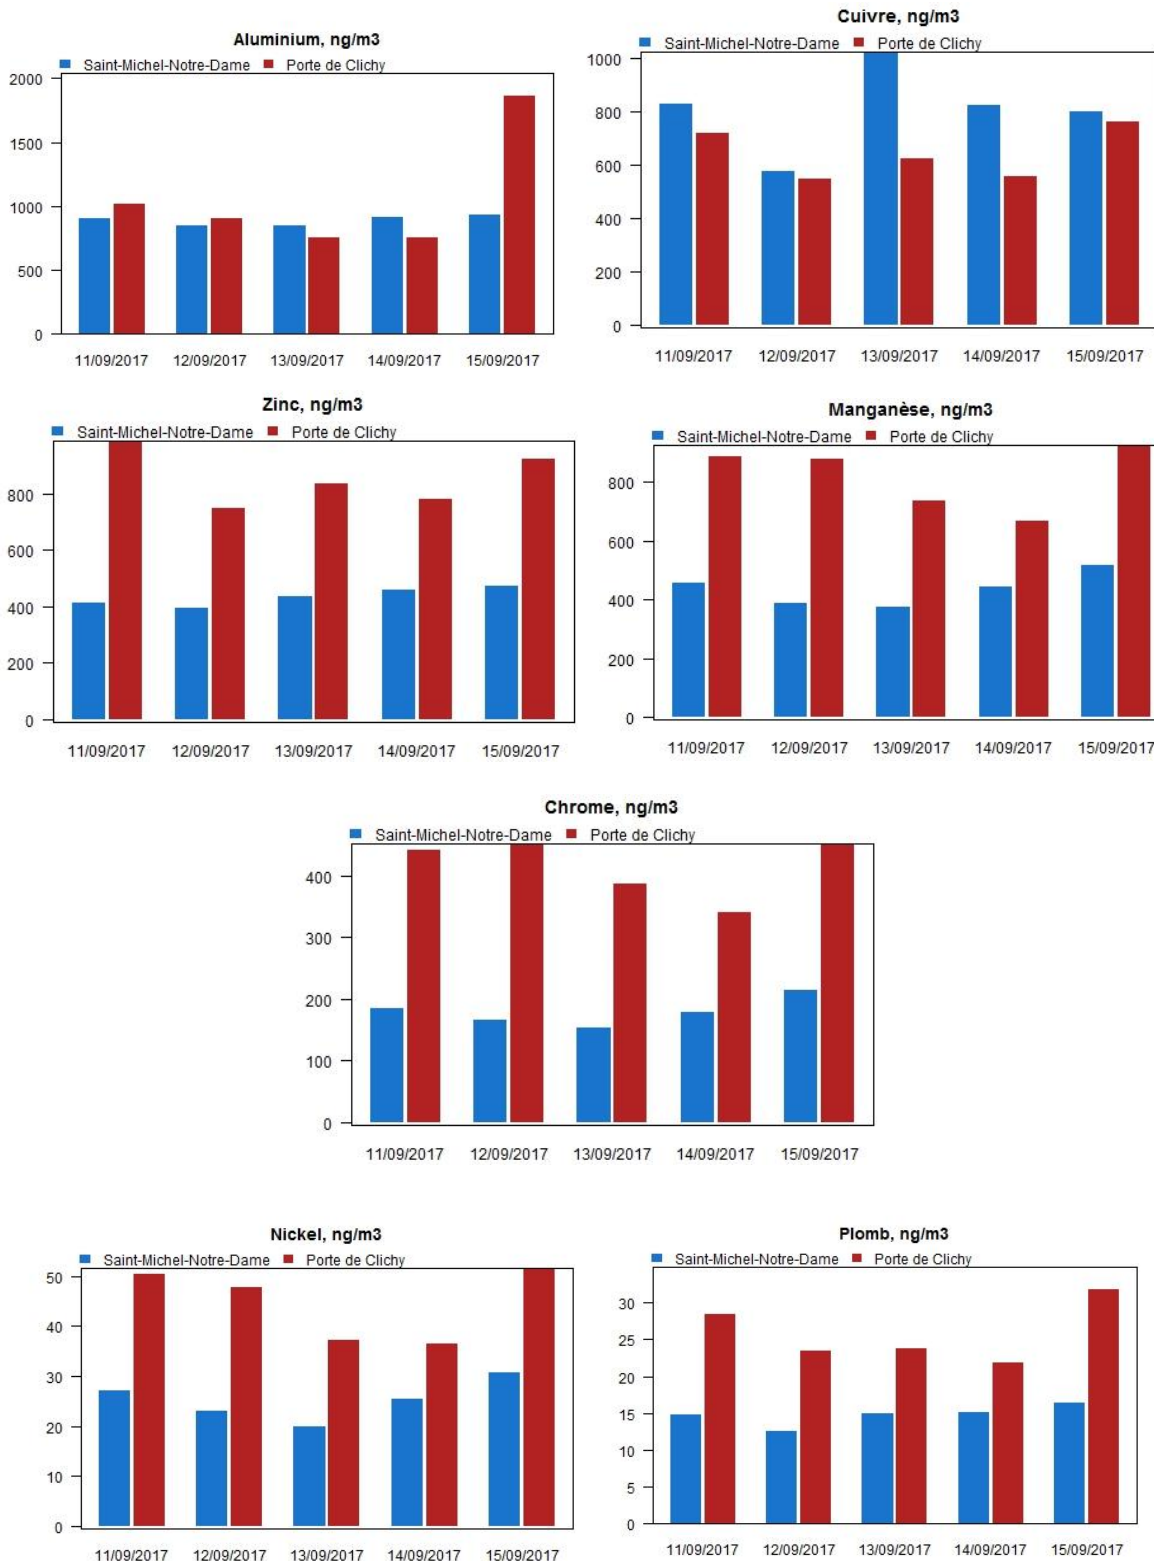 Aluminium, ng/m3
Saint-Michel-Notre-Dame Porte de Clichy
2000
1500
1000
500
0
11/09/2017 12/09/2017 13/09/2017 14/09/2017 15/09/2017
Cuivre, ng/m3
Saint-Michel-Notre-Dame Porte de Clichy
1000
800
600
400
200
0
11/09/2017 12/09/2017 13/09/2017 14/09/2017 15/09/2017
Zinc, ng/m3
Saint-Michel-Notre-Dame Porte de Clichy
800
600
400
200
0
11/09/2017 12/09/2017 13/09/2017 14/09/2017 15/09/2017
Manganèse, ng/m3
Saint-Michel-Notre-Dame Porte de Clichy
800
600
400
200
0
11/09/2017 12/09/2017 13/09/2017 14/09/2017 15/09/2017
Chrome, ng/m3
Saint-Michel-Notre-Dame Porte de Clichy
400
300
200
100
0
11/09/2017 12/09/2017 13/09/2017 14/09/2017 15/09/2017
Nickel, ng/m3
Saint-Michel-Notre-Dame Porte de Clichy
50
40
30
20
10
0
11/09/2017 12/09/2017 13/09/2017 14/09/2017 15/09/2017
Plomb, ng/m3
Saint-Michel-Notre-Dame Porte de Clichy
30
25
20
15
10
5
0
11/09/2017 12/09/2017 13/09/2017 14/09/2017 15/09/2017